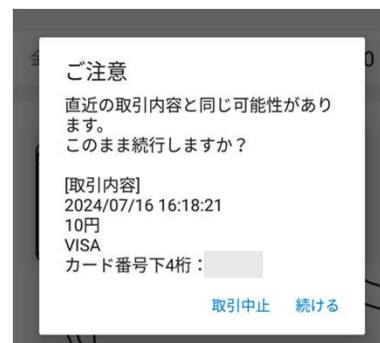 ご注意
直近の取引内容と同じ可能性があり
ます。
このまま続行しますか？
[取引内容]
2024/07/16 16:18:21
10円
VISA
カード番号下4桁：
取引中止 続ける